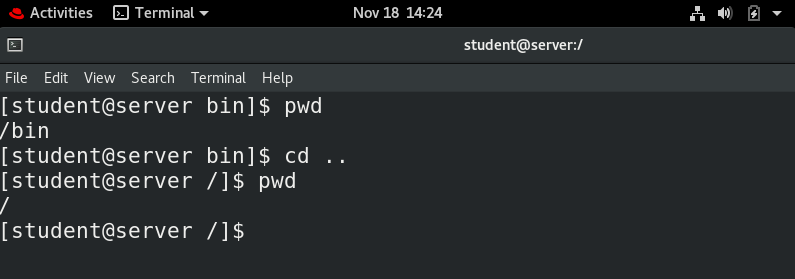 Activities Terminal Nov 18 14:24
student@server:/
File Edit View Search Terminal Help
[student@server bin]$ pwd
/bin
[student@server bin]$ cd ..
[student@server /]$ pwd
/
[student@server /]$